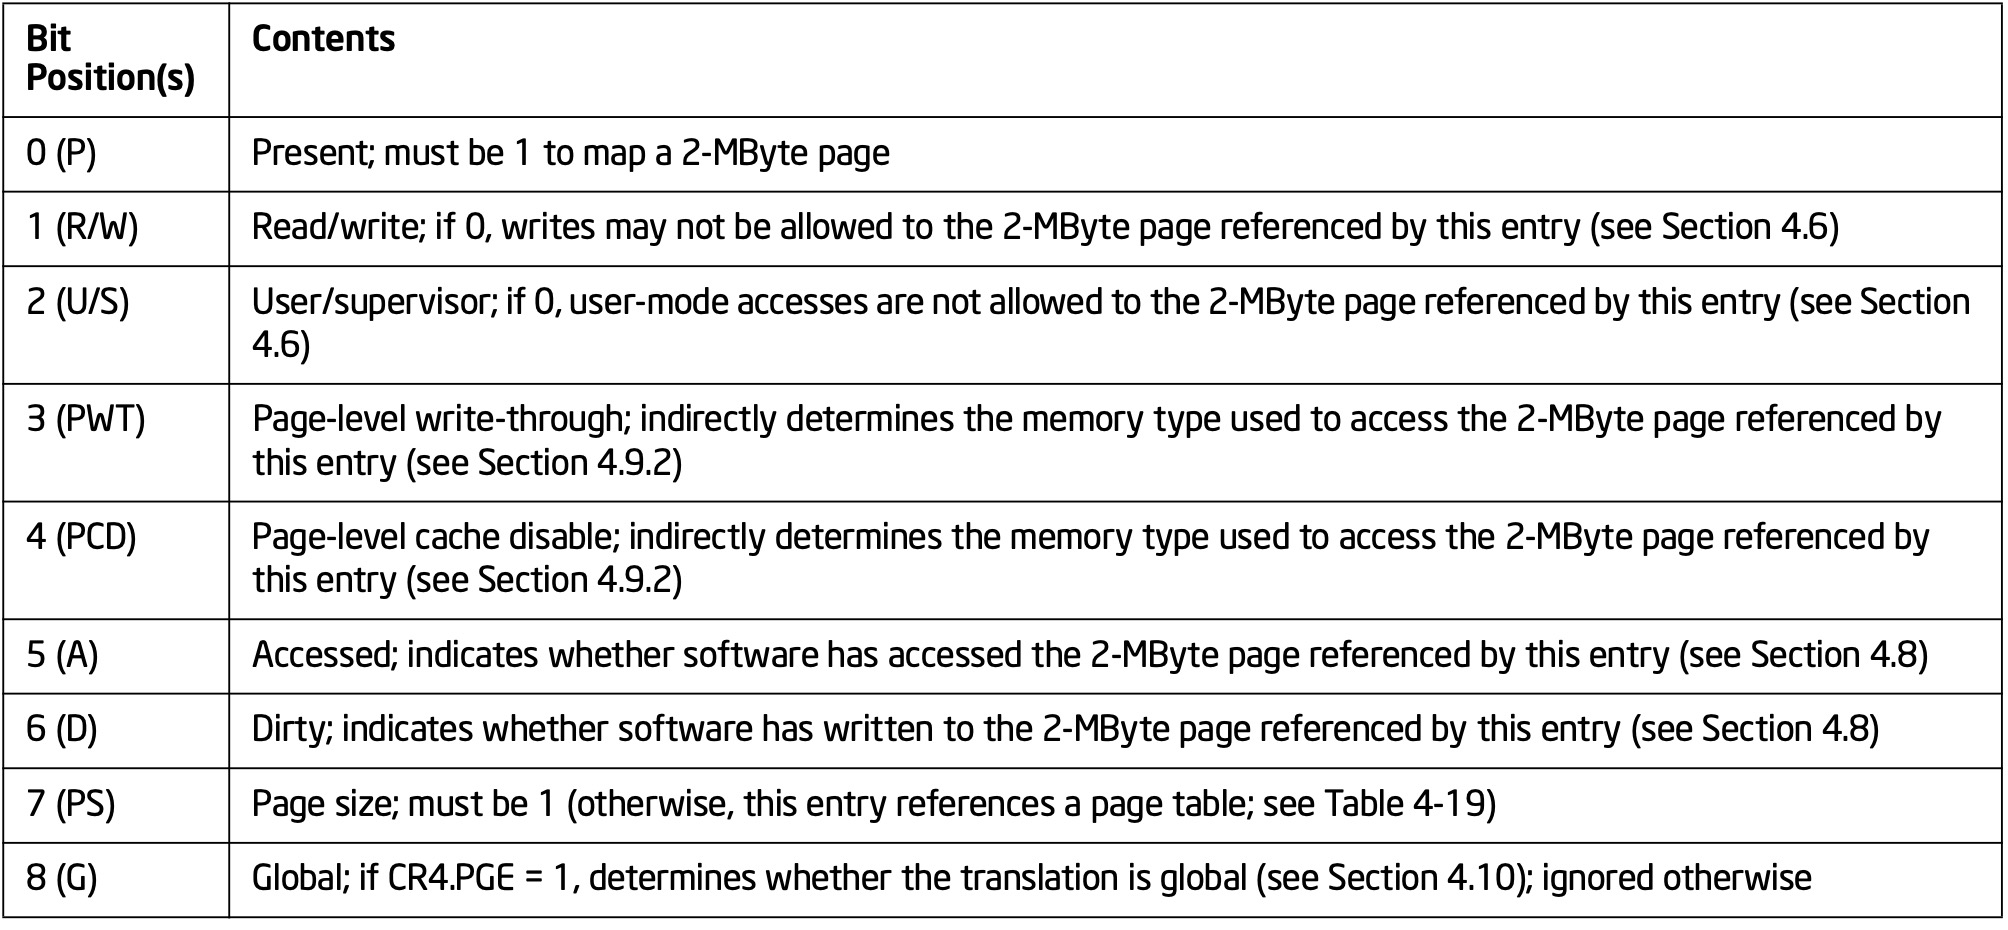 Bit
Position(s)
Contents
0 (P)
Present; must be 1 to map a 2-MByte page
1 (R/W)
Read/write; if 0, writes may not be allowed to the 2-MByte page referenced by this entry (see Section 4.6)
2 (U/S)
User/supervisor; if 0, user-mode accesses are not allowed to the 2-MByte page referenced by this entry (see Section
4.6)
3 (PWT)
Page-level write-through; indirectly determines the memory type used to access the 2-MByte page referenced by
this entry (see Section 4.9.2)
4 (PCD)
Page-level cache disable; indirectly determines the memory type used to access the 2-MByte page referenced by
this entry (see Section 4.9.2)
5 (A)
Accessed; indicates whether software has accessed the 2-MByte page referenced by this entry (see Section 4.8)
6 (D)
Dirty; indicates whether software has written to the 2-MByte page referenced by this entry (see Section 4.8)
7 (PS)
Page size; must be 1 (otherwise, this entry references a page table; see Table 4-19)
8 (G)
Global; if CR4.PGE = 1, determines whether the translation is global (see Section 4.10); ignored otherwise